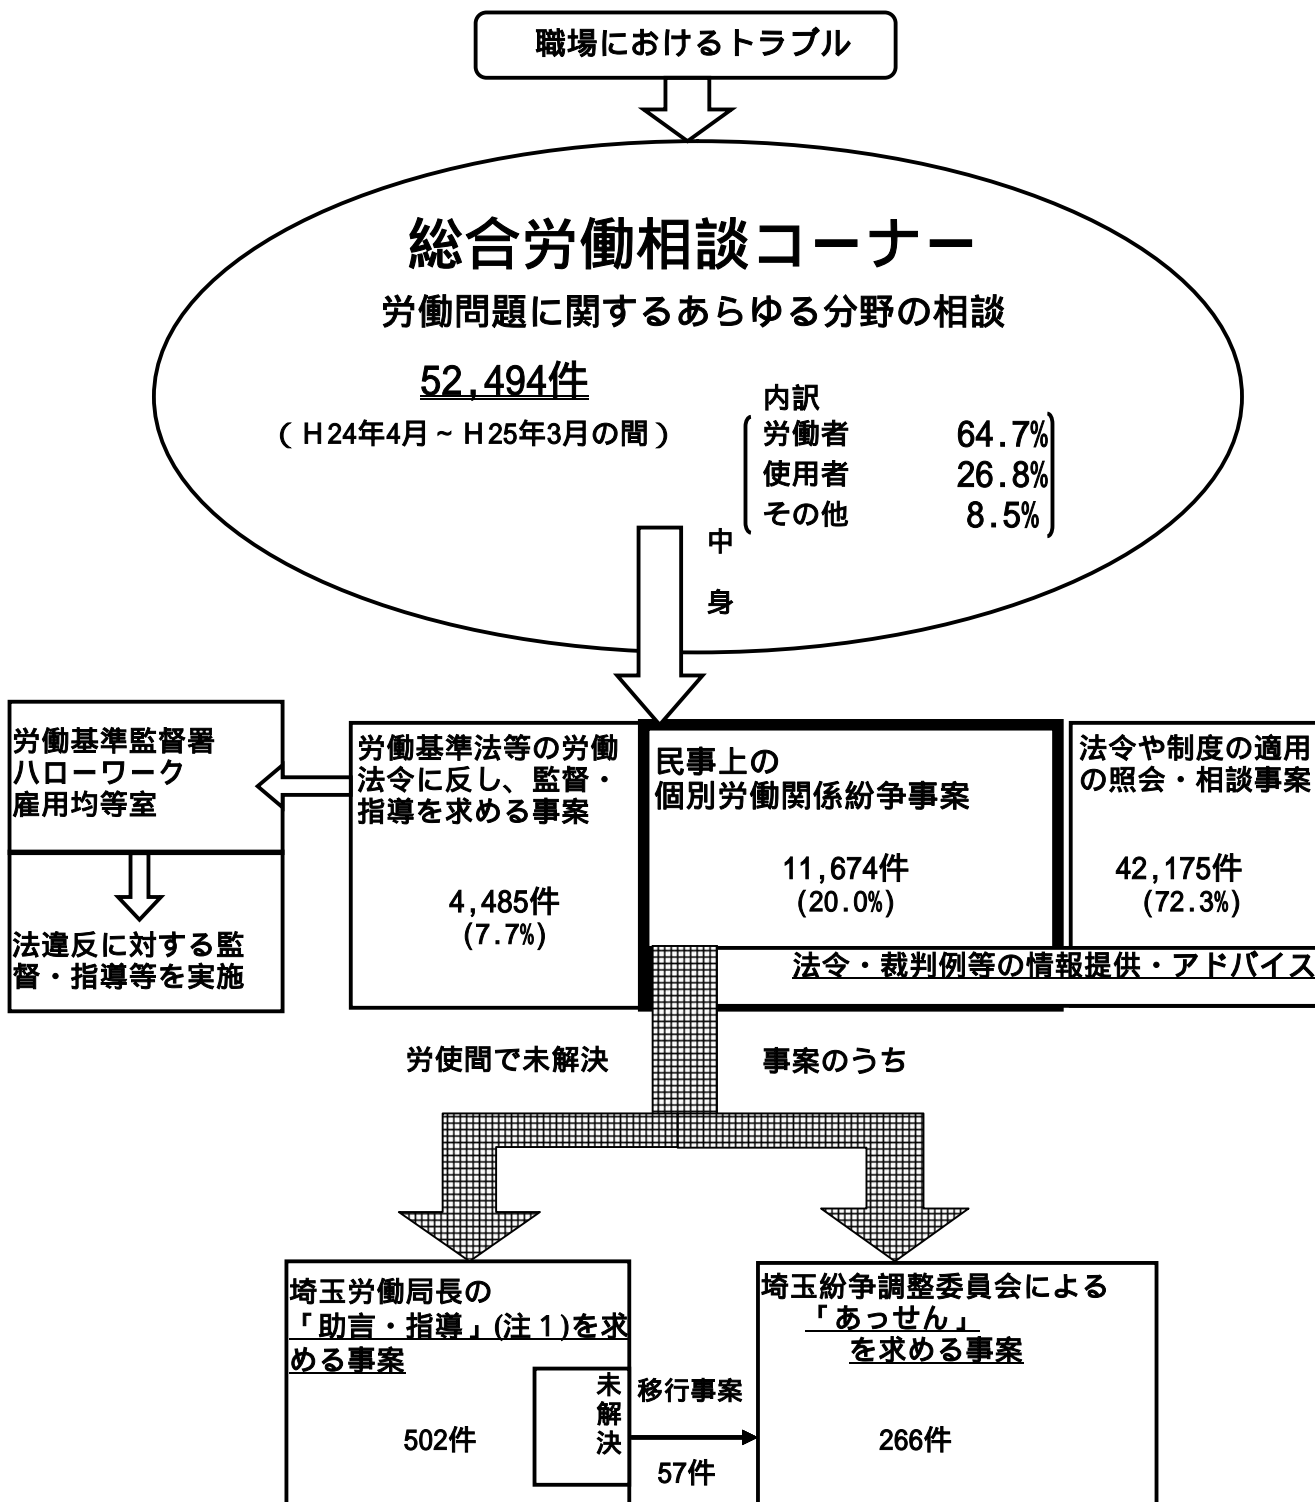 職場におけるトラブル
総合労働相談コーナー
労働問題に関するあらゆる分野の相談
52,494件
(H24年4月~H25年3月の間)
内訳
労働者 64.7%
使用者 26.8%
その他 8.5%
中
身
労働基準監督署
ハローワーク
雇用均等室
法違反に対する監
督・指導等を実施
労働基準法等の労働
法令に反し、監督・
指導を求める事案
4,485件
(7.7%)
民事上の
個別労働関係紛争事案
11,674件
(20.0%)
法令や制度の適用
の照会・相談事案
42,175件
(72.3%)
法令・裁判例等の情報提供・アドバイス
労使間で未解決 事案のうち
埼玉労働局長の
「助言・指導」(注1)を求
める事案
502件
未
解
決
移行事案
57件
埼玉紛争調整委員会による
「あっせん」
を求める事案
266件